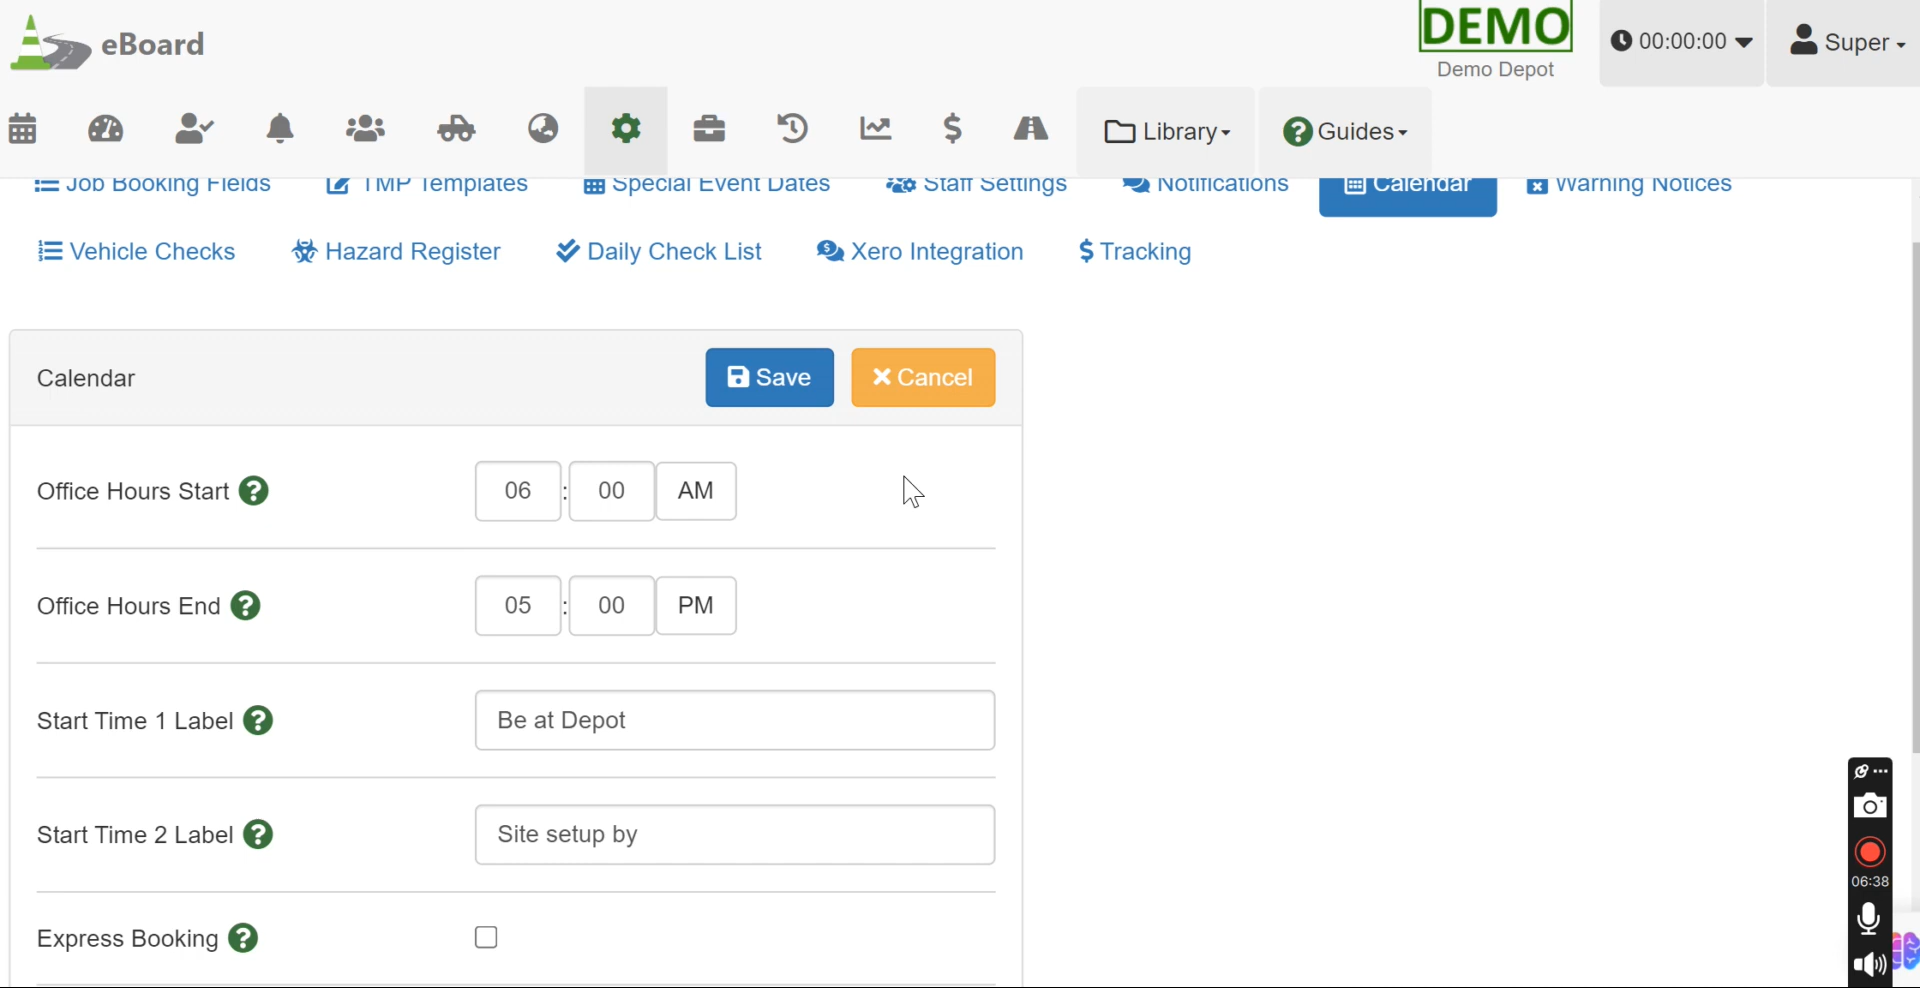 eBoard
DEMO
Demo Depot
00:00:00
Super
Library
Guides
Job Booking Fields
TMP Templates
Special Event Dates
Staff Settings
Notifications
Calendar
Warning Notices
Vehicle Checks
Hazard Register
Daily Check List
Xero Integration
$ Tracking
Calendar
Save
Cancel
Office Hours Start ?
06 : 00 AM
Office Hours End ?
05 : 00 PM
Start Time 1 Label ?
Be at Depot
Start Time 2 Label ?
Site setup by
Express Booking ?
06:38